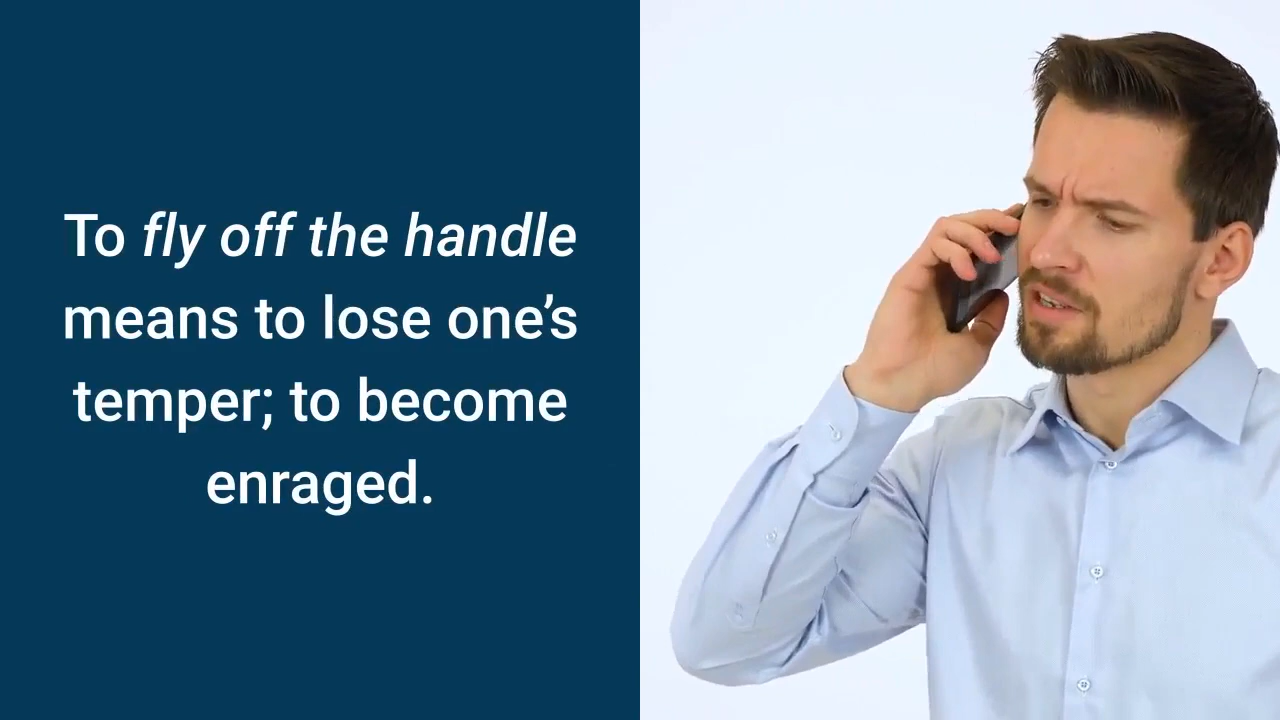 To fly off the handle
means to lose one’s
temper; to become
enraged.